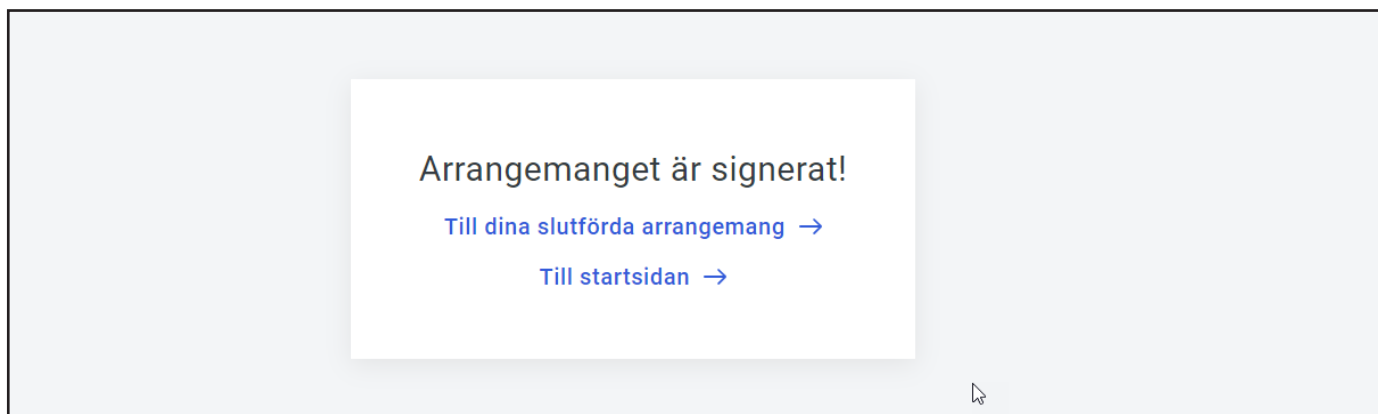 Arrangemanget är signerat!
Till dina slutförda arrangemang →
Till startsidan →